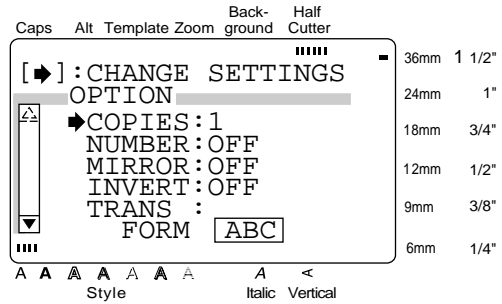 Caps Alt Template Zoom Back-ground Half Cutter
[➧]:CHANGE SETTINGS
OPTION
➧COPIES:1
NUMBER:OFF
MIRROR:OFF
INVERT:OFF
TRANS :
FORM ABC
36mm 1 1/2"
24mm 1"
18mm 3/4"
12mm 1/2"
9mm 3/8"
6mm 1/4"
A A A A A A A A A
Style Italic Vertical